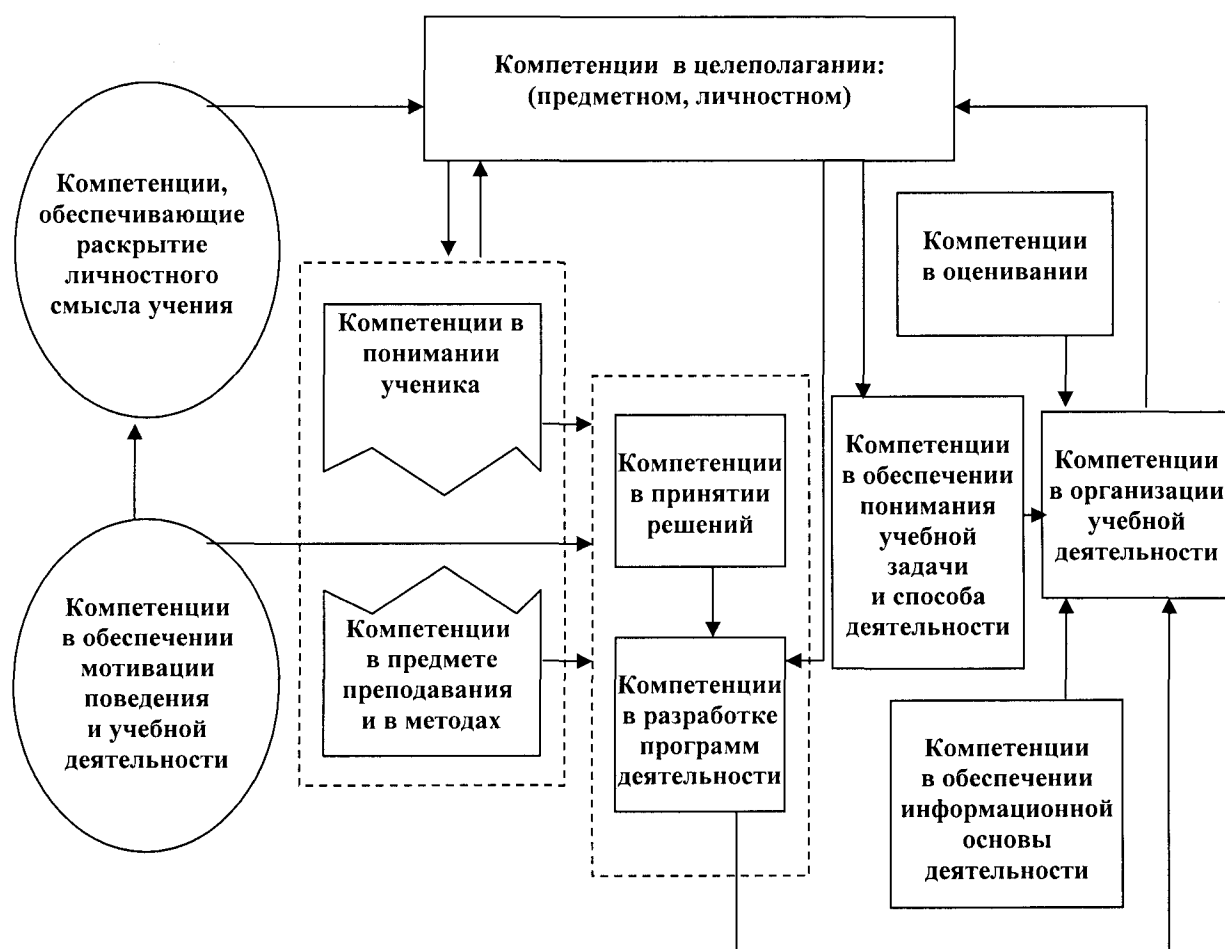 Компетенции в целеполагании:
(предметном, личностном)
Компетенции,
обеспечивающие
раскрытие
личностного
смысла учения
Компетенции
в оценивании
Компетенции в
понимании
ученика
Компетенции
в принятии
решений
Компетенции
в обеспечении
понимания
учебной
задачи
и способа
деятельности
Компетенции
в организации
учебной
деятельности
Компетенции
в обеспечении
мотивации
поведения
и учебной
деятельности
Компетенции
в предмете
преподавания
и в методах
Компетенции
в разработке
программ
деятельности
Компетенции
в обеспечении
информационной
основы
деятельности